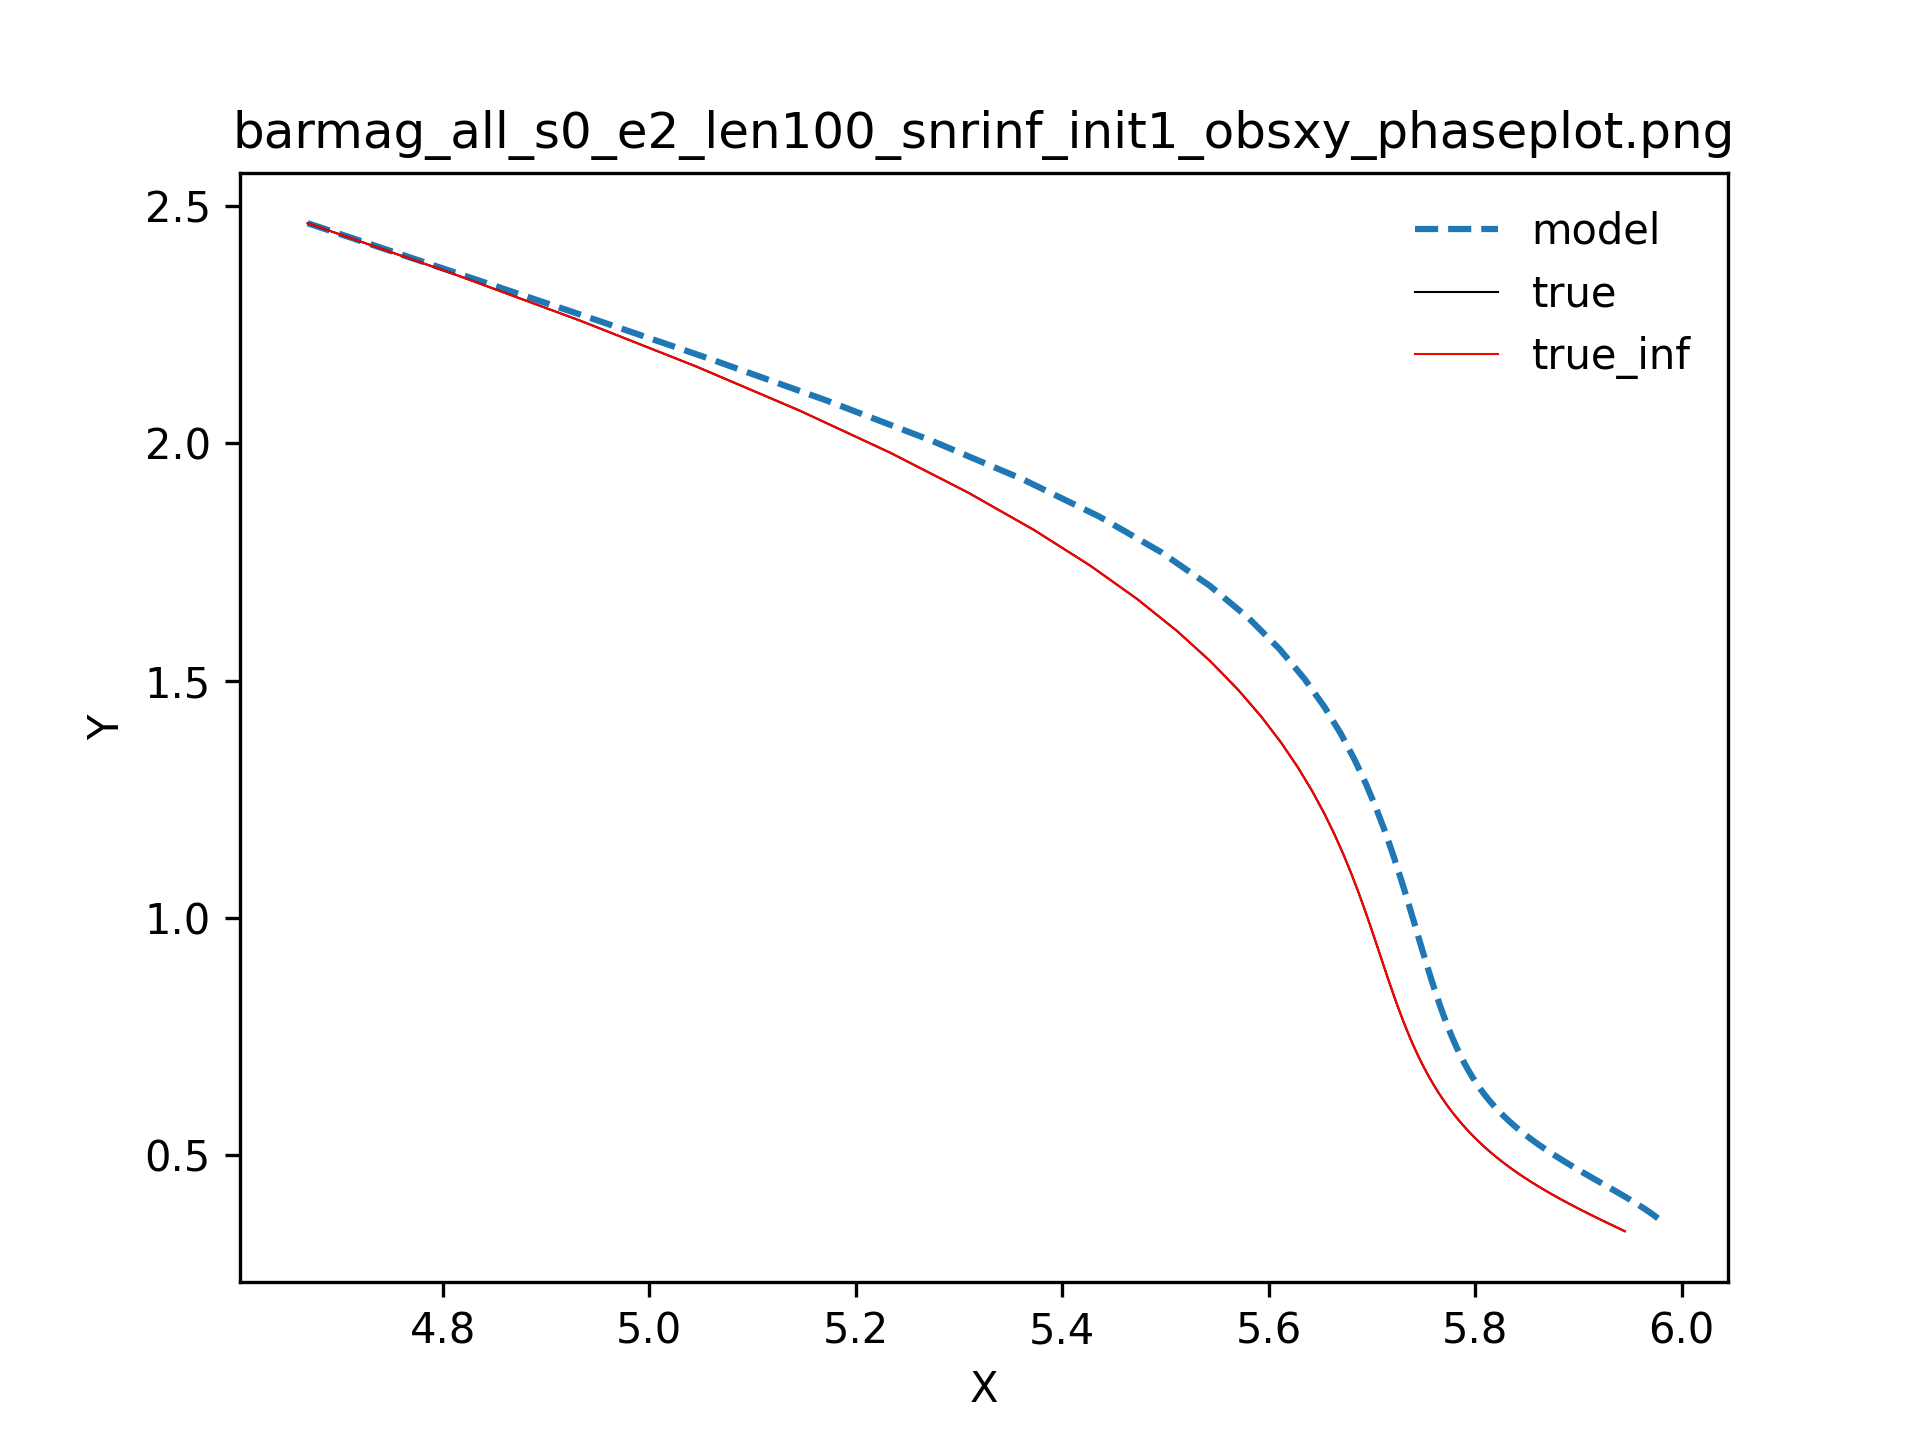 barmag_all_s0_e2_len100_snrinf_init1_obsxy_phaseplot.png
model
true
true_inf
2.5
2.0
1.5
1.0
0.5
Y
4.8 5.0 5.2 5.4 5.6 5.8 6.0
X